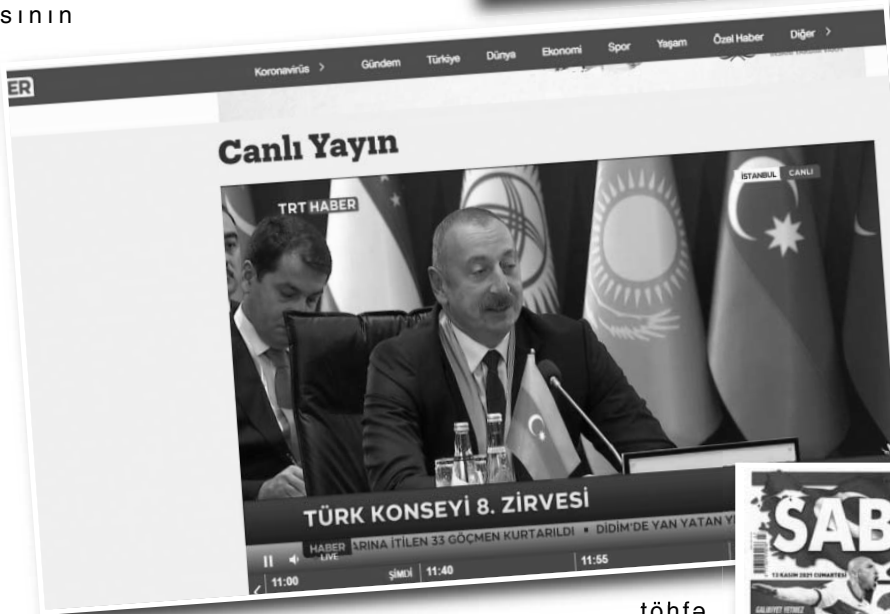 sının
ER
Koronavirüs > Gündem Türkiye Dünya Ekonomi Spor Yaşam Özel Haber Diğer >
Canlı Yayın
TRT HABER
İSTANBUL CANLI
TÜRK KONSEYİ 8. ZİRVESİ
HABER ARINA İTİLEN 33 GÖÇMEN KURTARILDI ▪ DİDİM'DE YAN YATAN Y
LIVE
11:00 ŞİMDİ 11:40 11:55
SAB
13 KASIM 2021 CUMARTESİ
töhfə